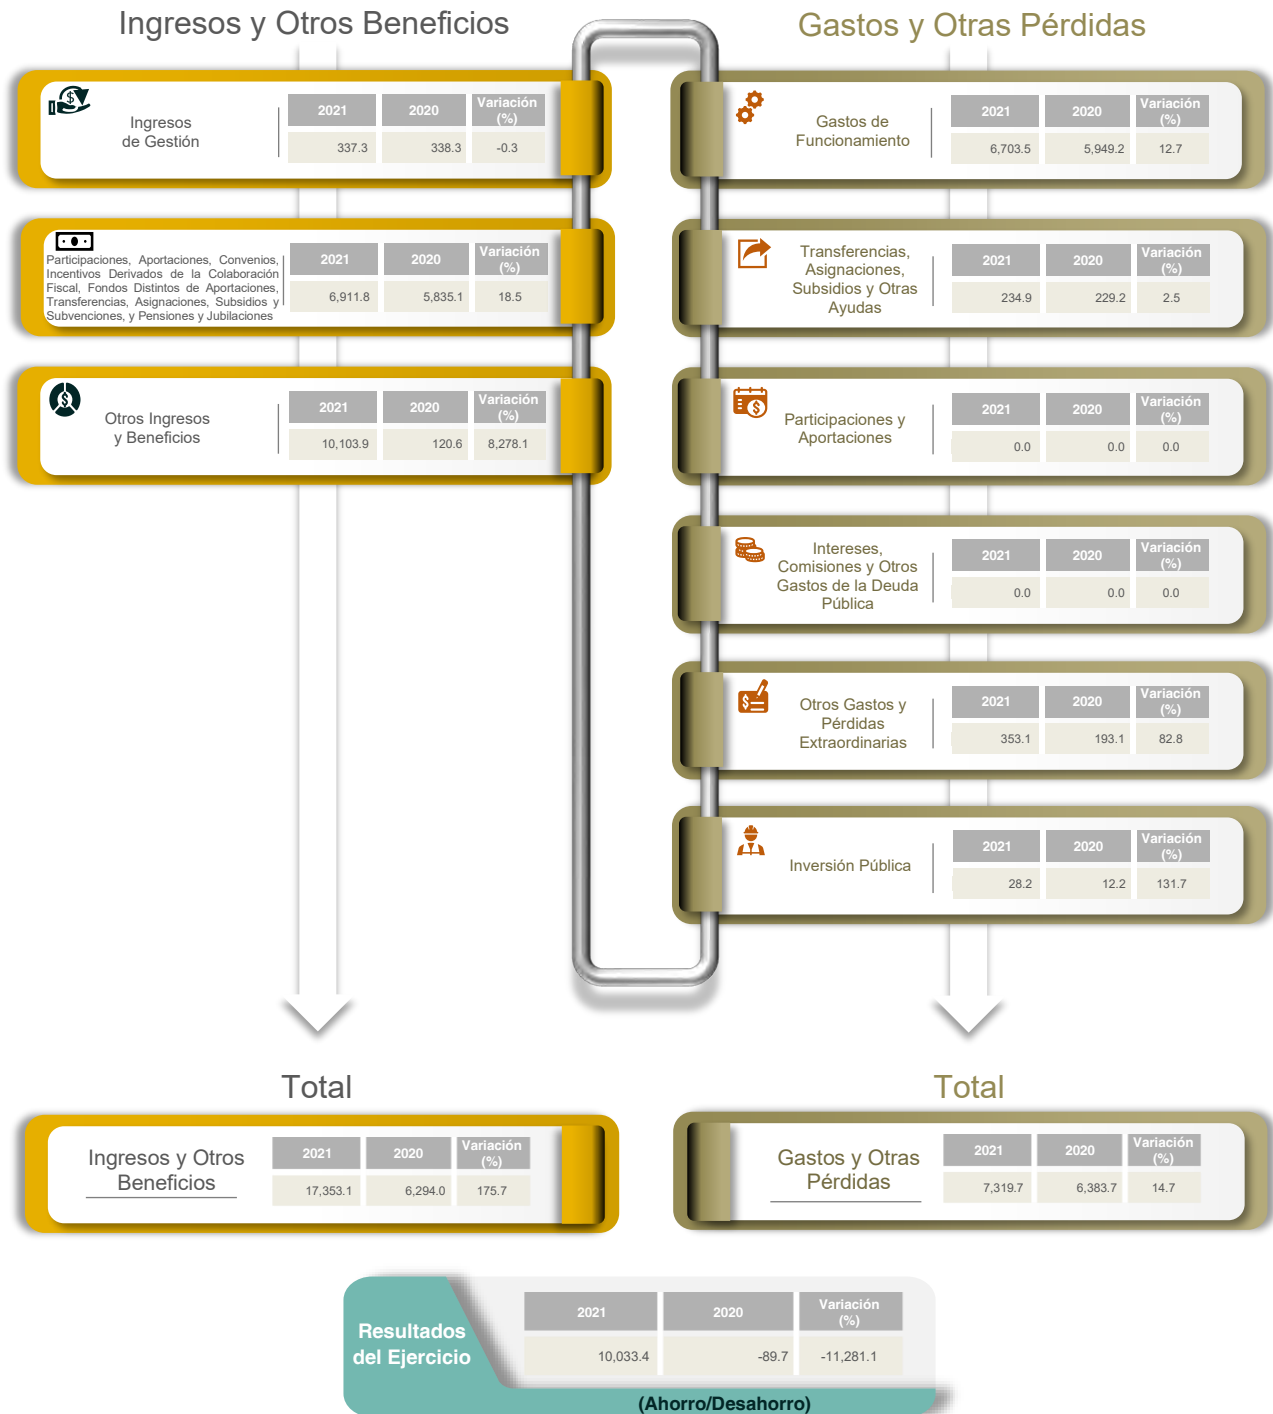 Ingresos y Otros Beneficios
Ingresos
de Gestión
2021 2020 Variación (%)
337.3 338.3 -0.3
Participaciones, Aportaciones, Convenios,
Incentivos Derivados de la Colaboración
Fiscal, Fondos Distintos de Aportaciones,
Transferencias, Asignaciones, Subsidios y
Subvenciones, y Pensiones y Jubilaciones
2021 2020 Variación (%)
6,911.8 5,835.1 18.5
Otros Ingresos
y Beneficios
2021 2020 Variación (%)
10,103.9 120.6 8,278.1
Gastos y Otras Pérdidas
Gastos de
Funcionamiento
2021 2020 Variación (%)
6,703.5 5,949.2 12.7
Transferencias,
Asignaciones,
Subsidios y Otras
Ayudas
2021 2020 Variación (%)
234.9 229.2 2.5
Participaciones y
Aportaciones
2021 2020 Variación (%)
0.0 0.0 0.0
Intereses,
Comisiones y Otros
Gastos de la Deuda
Pública
2021 2020 Variación (%)
0.0 0.0 0.0
Otros Gastos y
Pérdidas
Extraordinarias
2021 2020 Variación (%)
353.1 193.1 82.8
Inversión Pública
2021 2020 Variación (%)
28.2 12.2 131.7
Total
Ingresos y Otros
Beneficios
2021 2020 Variación (%)
17,353.1 6,294.0 175.7
Total
Gastos y Otras
Pérdidas
2021 2020 Variación (%)
7,319.7 6,383.7 14.7
Resultados
del Ejercicio
2021 2020 Variación (%)
10,033.4 -89.7 -11,281.1
(Ahorro/Desahorro)